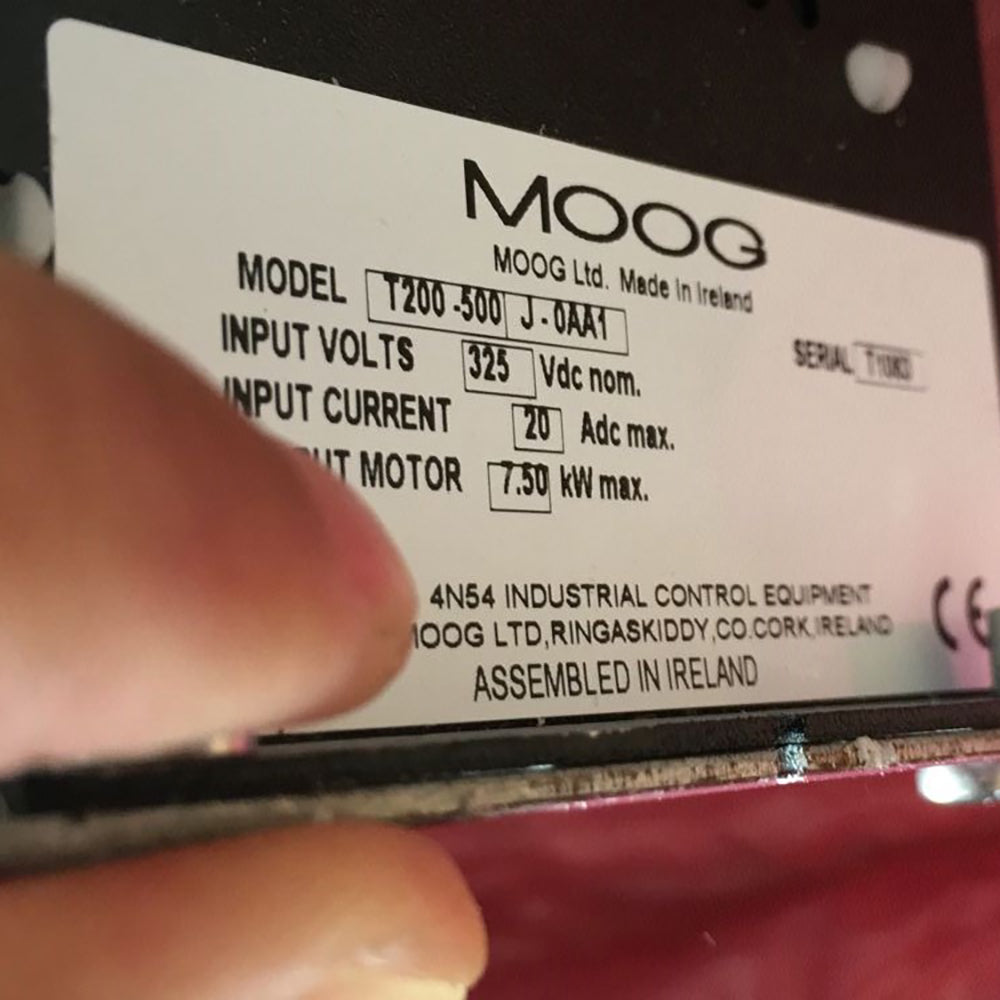 MOOG
MOOG Ltd. Made in Ireland
MODEL T200-500 J-0AA1
INPUT VOLTS 325 Vdc nom.
SERIAL
INPUT CURRENT 20 Adc max.
MOTOR 7.50 kW max.
4N54 INDUSTRIAL CONTROL EQUIPMENT
MOOG LTD,RINGASKIDDY,CO.CORK,IRELAND
ASSEMBLED IN IRELAND
CE